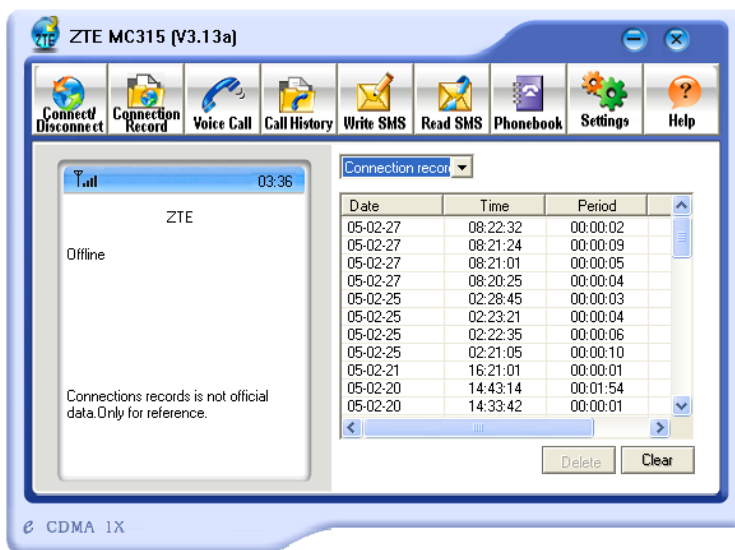 ZTE
ZTE MC315 (V3.13a)
Connect/
Disconnect
Connection
Record
Voice Call
Call History
Write SMS
Read SMS
Phonebook
Settings
Help
03:36
ZTE
Offline
Connections records is not official
data.Only for reference.
Connection recor
Date Time Period
05-02-27 08:22:32 00:00:02
05-02-27 08:21:24 00:00:09
05-02-27 08:21:01 00:00:05
05-02-27 08:20:25 00:00:04
05-02-25 02:28:45 00:00:03
05-02-25 02:23:21 00:00:04
05-02-25 02:22:35 00:00:06
05-02-25 02:21:05 00:00:10
05-02-21 16:21:01 00:00:01
05-02-20 14:43:14 00:01:54
05-02-20 14:33:42 00:00:01
Delete Clear
e CDMA 1X